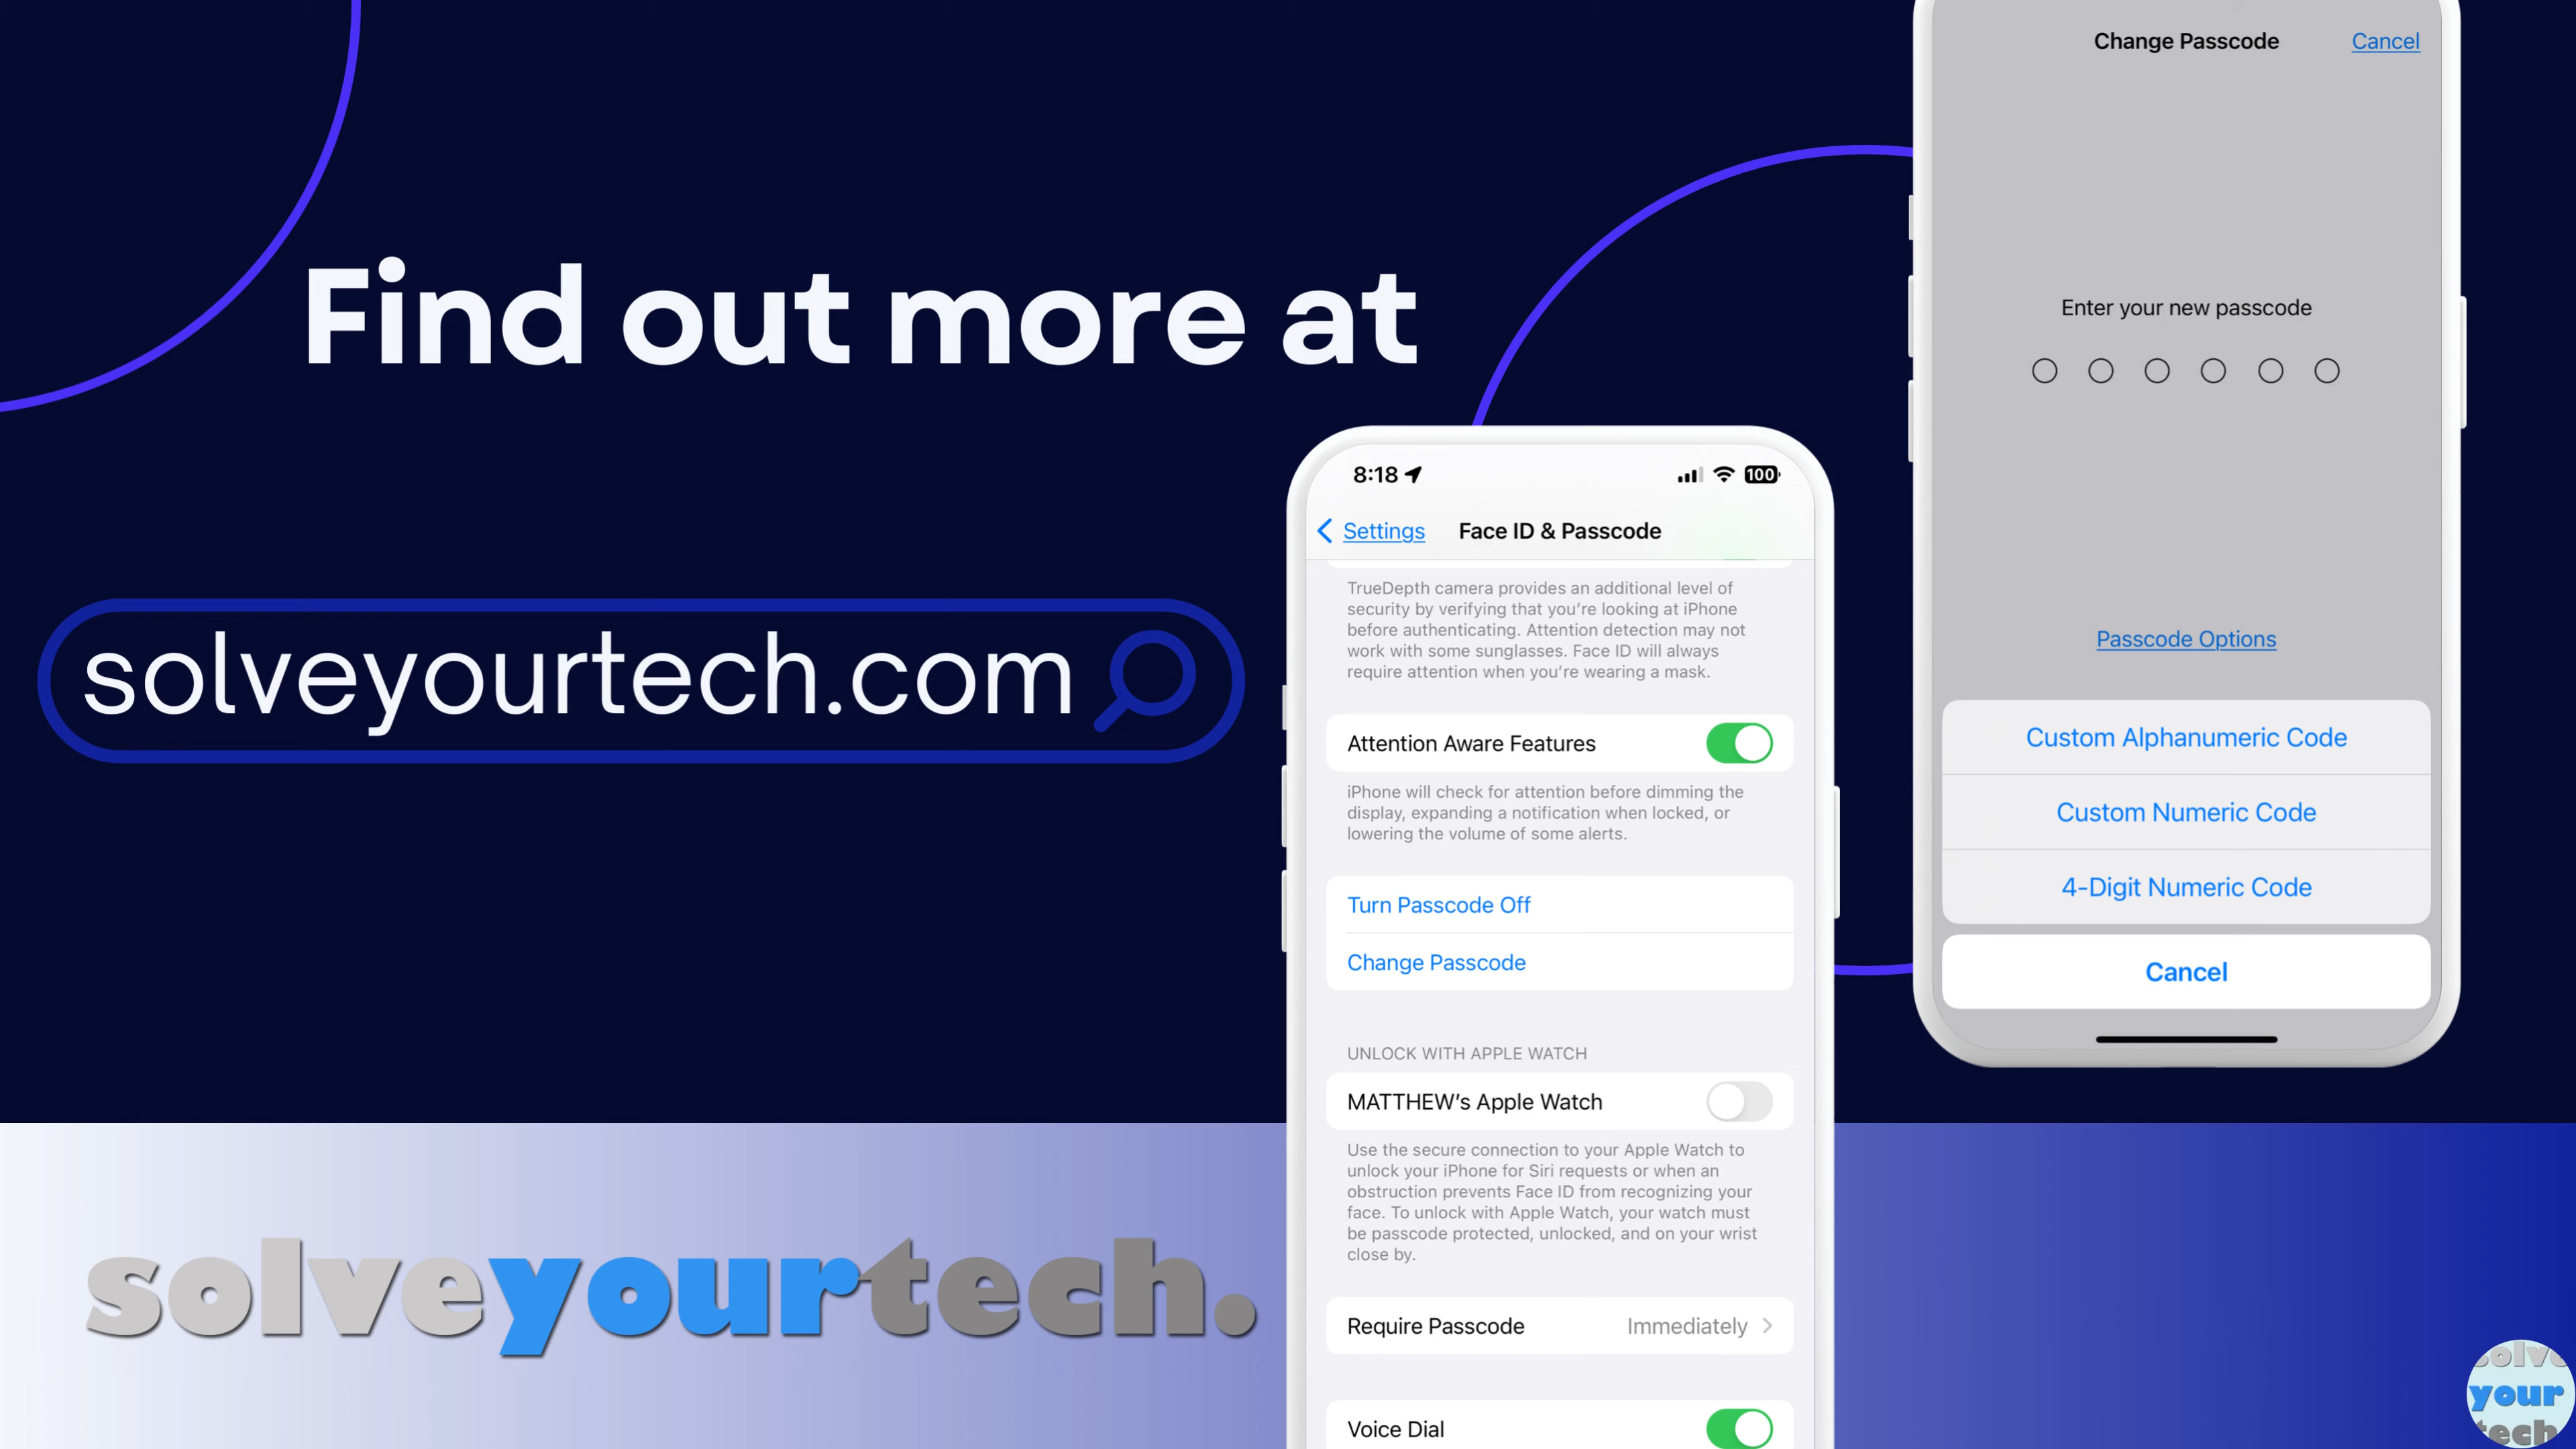 Find out more at
solveyourtech.com
8:18
100
Settings
Face ID & Passcode
TrueDepth camera provides an additional level of
security by verifying that you’re looking at iPhone
before authenticating. Attention detection may not
work with some sunglasses. Face ID will always
require attention when you’re wearing a mask.
Attention Aware Features
iPhone will check for attention before dimming the
display, expanding a notification when locked, or
lowering the volume of some alerts.
Turn Passcode Off
Change Passcode
UNLOCK WITH APPLE WATCH
MATTHEW’s Apple Watch
Use the secure connection to your Apple Watch to
unlock your iPhone for Siri requests or when an
obstruction prevents Face ID from recognizing your
face. To unlock with Apple Watch, your watch must
be passcode protected, unlocked, and on your wrist
close by.
Require Passcode Immediately
Voice Dial
Change Passcode Cancel
Enter your new passcode
Passcode Options
Custom Alphanumeric Code
Custom Numeric Code
4-Digit Numeric Code
Cancel
solveyourtech.
solve
your
tech